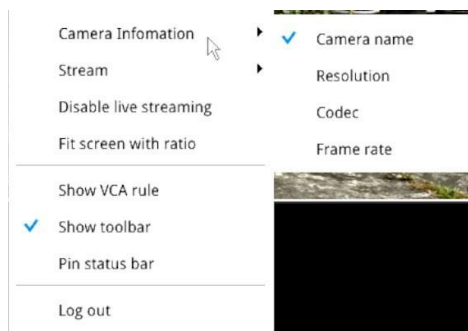 Camera Infomation
Stream
Disable live streaming
Fit screen with ratio
Show VCA rule
Show toolbar
Pin status bar
Log out
Camera name
Resolution
Codec
Frame rate